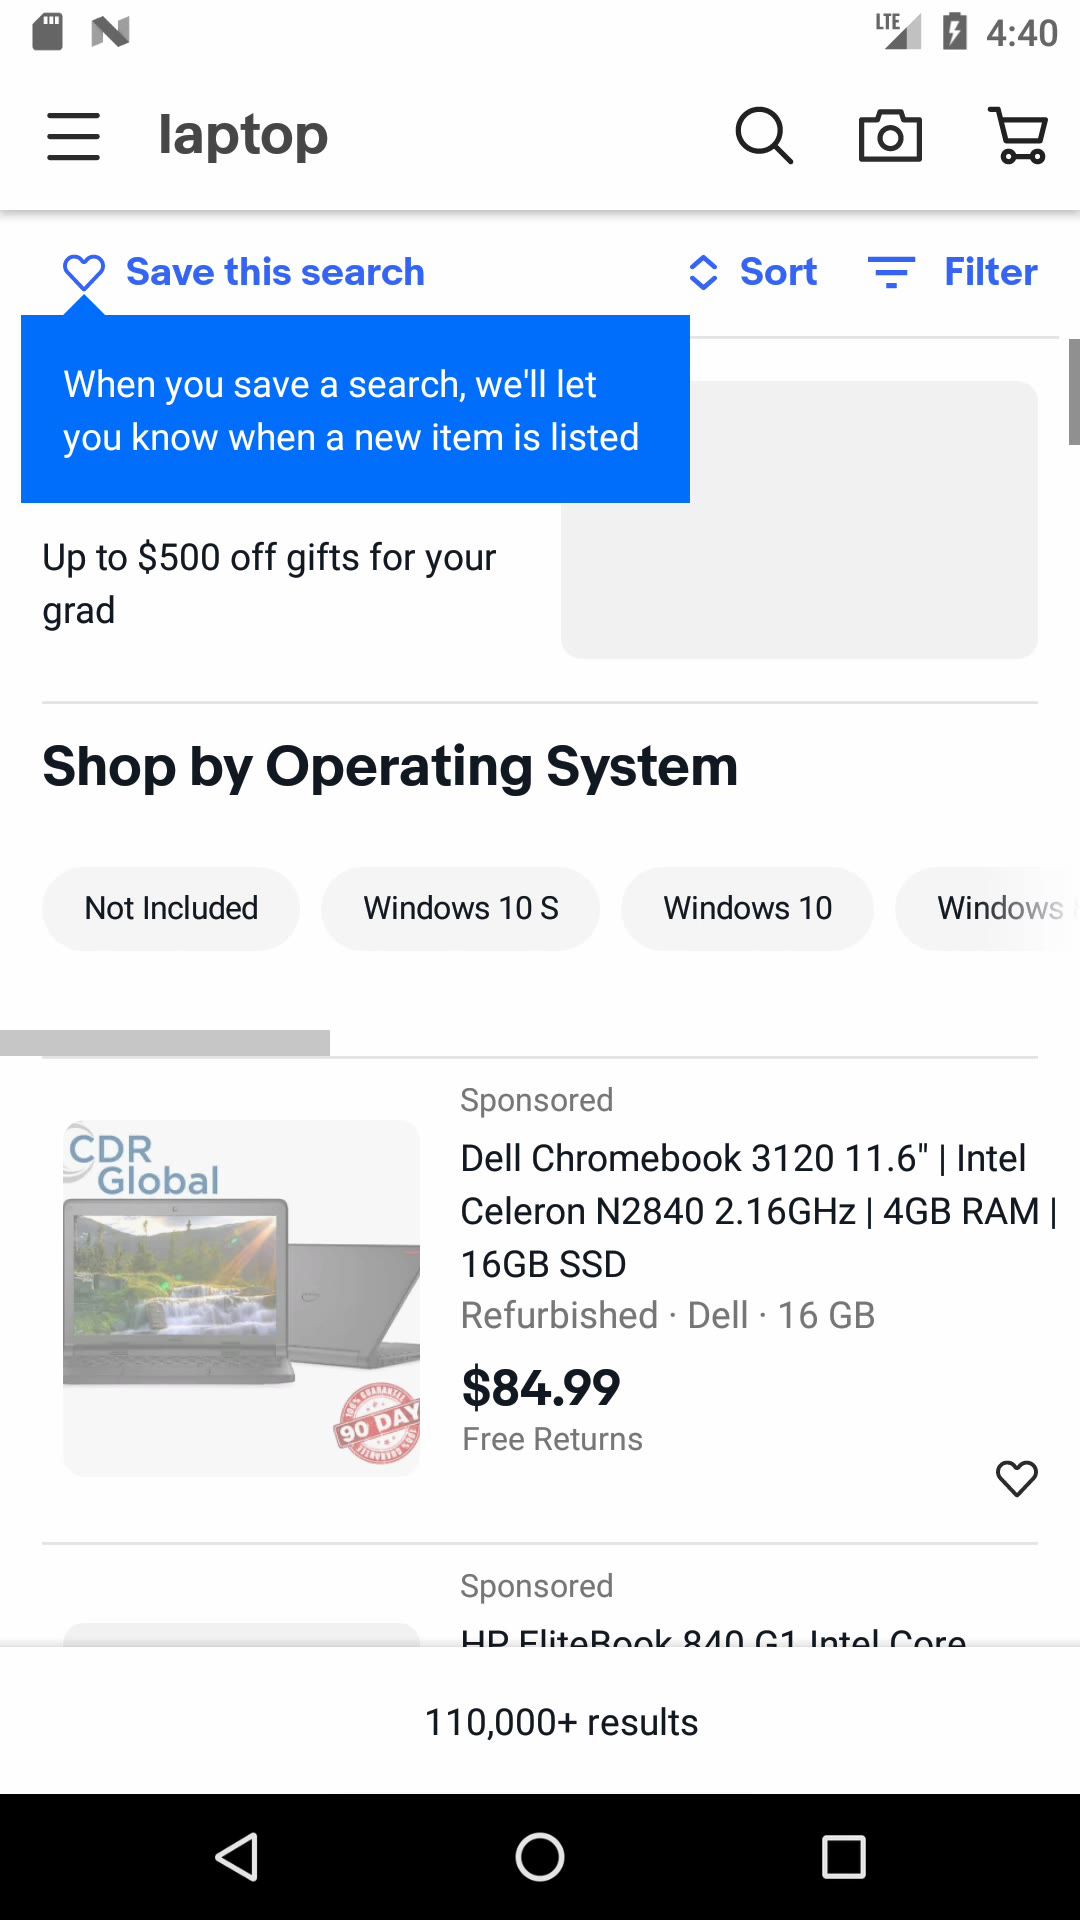 LTE 4:40
laptop
Save this search Sort Filter
When you save a search, we'll let
you know when a new item is listed
Up to $500 off gifts for your
grad
Shop by Operating System
Not Included Windows 10 S Windows 10 Windows
Sponsored
CDR
Global
Dell Chromebook 3120 11.6" | Intel
Celeron N2840 2.16GHz | 4GB RAM |
16GB SSD
Refurbished · Dell · 16 GB
$84.99
90 DAY
Free Returns
Sponsored
HP EliteBook 840 G1 Intel Core
110,000+ results